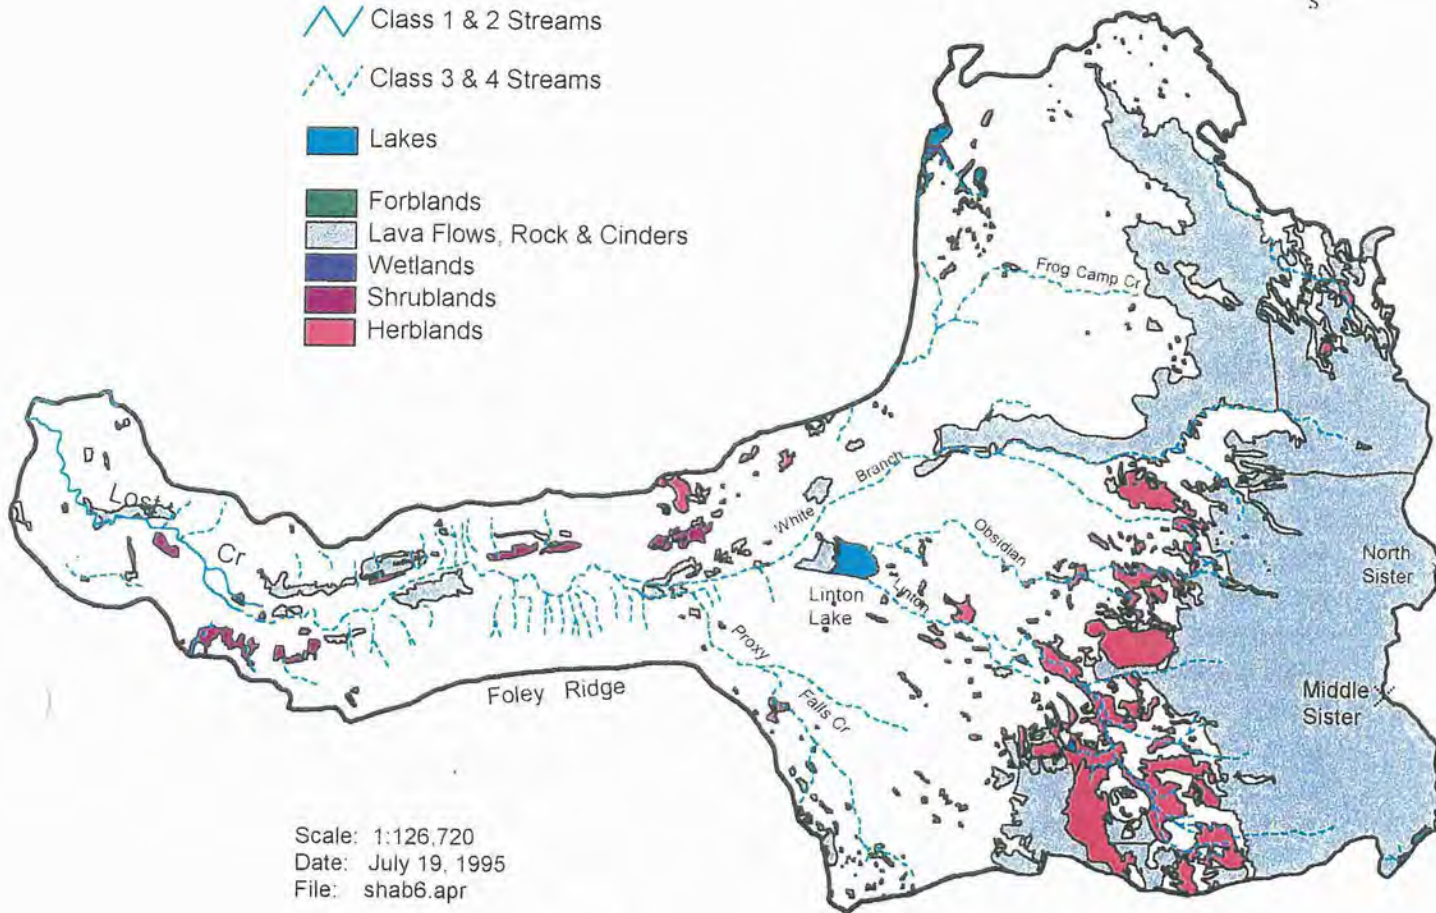 S
Class 1 & 2 Streams
Class 3 & 4 Streams
Lakes
Forblands
Lava Flows, Rock & Cinders
Wetlands
Shrublands
Herblands
Frog Camp Cr
Lost
Cr
White
Branch
Obsidian
Linton
Linton
Lake
North
Sister
Proxy
Falls Cr
Foley Ridge
Middle
Sister
Scale: 1:126,720
Date: July 19, 1995
File: shab6.apr